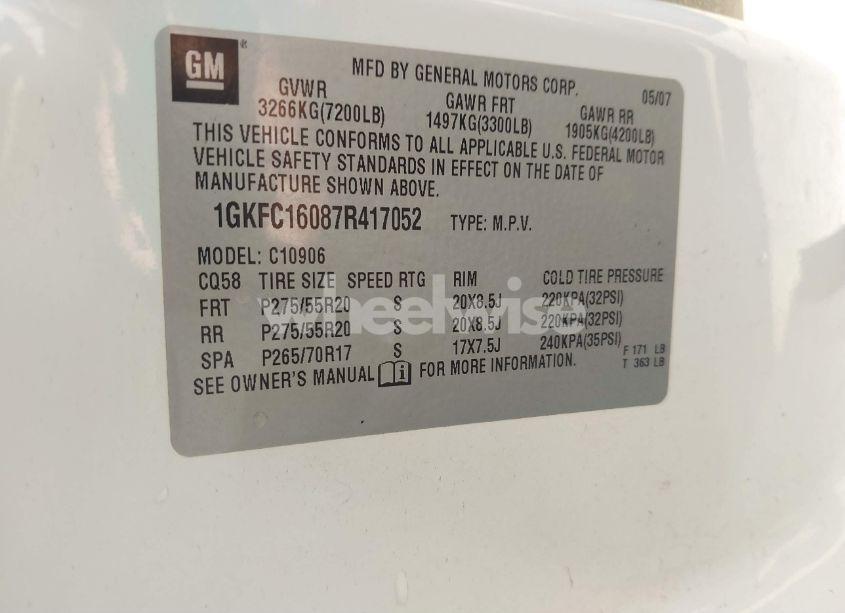 GM ®
MFD BY GENERAL MOTORS CORP. 05/07
GVWR GAWR FRT GAWR RR
3266KG(7200LB) 1497KG(3300LB) 1905KG(4200LB)
THIS VEHICLE CONFORMS TO ALL APPLICABLE U.S. FEDERAL MOTOR
VEHICLE SAFETY STANDARDS IN EFFECT ON THE DATE OF
MANUFACTURE SHOWN ABOVE.
1GKFC16087R417052 TYPE: M.P.V.
MODEL: C10906
CQ58 TIRE SIZE SPEED RTG RIM COLD TIRE PRESSURE
FRT P275/55R20 S 20X8.5J 220KPA(32PSI)
RR P275/55R20 S 20X8.5J 220KPA(32PSI)
SPA P265/70R17 S 17X7.5J 240KPA(35PSI)
F 171 LB
T 363 LB
SEE OWNER'S MANUAL i FOR MORE INFORMATION.
wheelwise